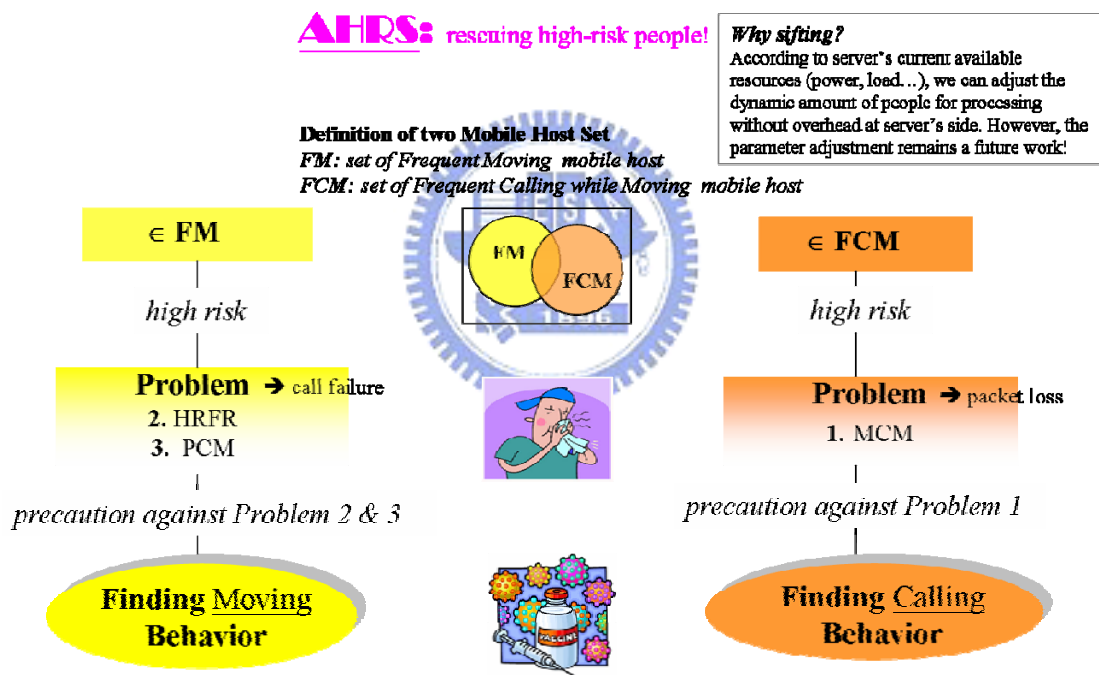 AHRS: rescuing high-risk people!
Why sifting?
According to server's current available
resources (power, load…), we can adjust the
dynamic amount of people for processing
without overhead at server's side. However, the
parameter adjustment remains a future work!
Definition of two Mobile Host Set
FM: set of Frequent Moving mobile host
FCM: set of Frequent Calling while Moving mobile host
∈ FM
FM
FCM
∈ FCM
E S
1896
high risk
high risk
Problem ➔ call failure
2. HRFR
3. PCM
Problem ➔ packet loss
1. MCM
precaution against Problem 2 & 3
precaution against Problem 1
VACCINE
Finding Moving
Behavior
Finding Calling
Behavior